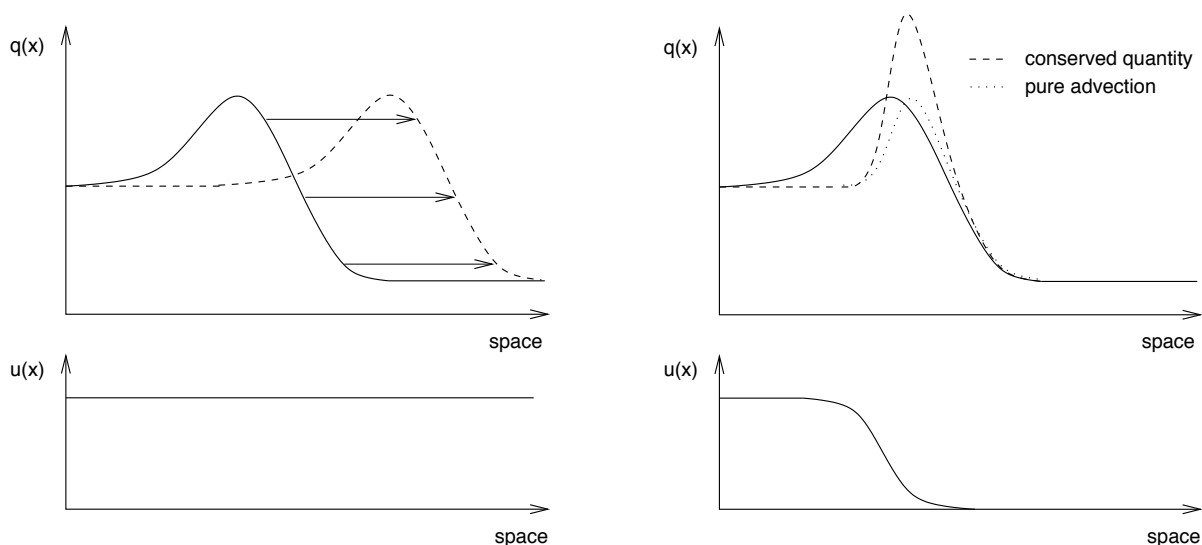 q(x)
space
u(x)
space
q(x)
conserved quantity
pure advection
space
u(x)
space